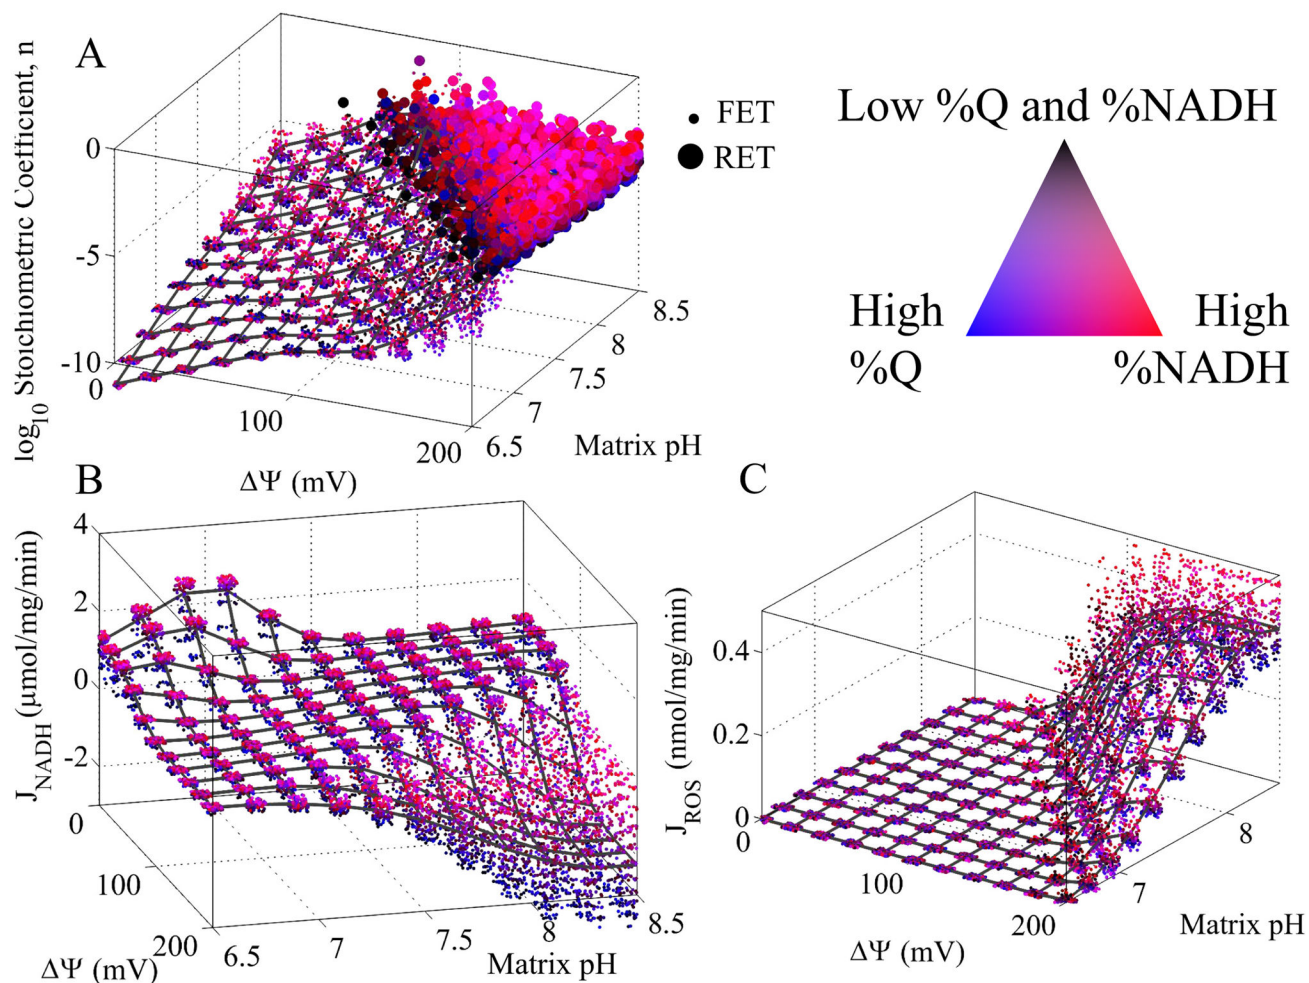 A
log10 Stoichometric Coefficient, n
0
-5
-10
0
100
200
6.5
7
7.5
8
8.5
ΔΨ (mV)
Matrix pH
FET
RET
Low %Q and %NADH
High %Q
High %NADH
B
JNADH (μmol/mg/min)
4
2
0
-2
0
100
200
6.5
7
7.5
8
8.5
ΔΨ (mV)
Matrix pH
C
JROS (nmol/mg/min)
0.4
0.2
0
0
100
200
7
8
ΔΨ (mV)
Matrix pH